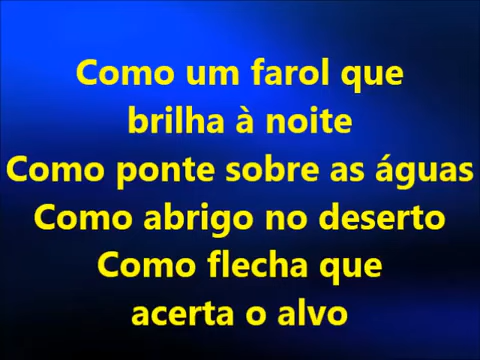 Como um farol que
brilha à noite
Como ponte sobre as águas
Como abrigo no deserto
Como flecha que
acerta o alvo